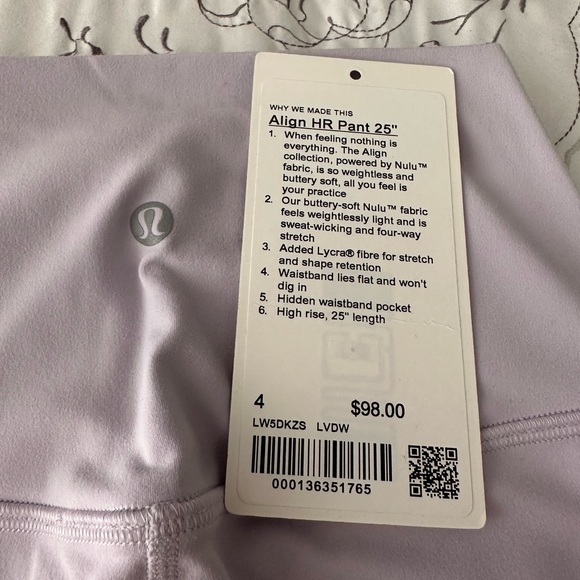 WHY WE MADE THIS
Align HR Pant 25"
1. When feeling nothing is
everything. The Align
collection, powered by Nulu™
fabric, is so weightless and
buttery soft, all you feel is
your practice
2. Our buttery-soft Nulu™ fabric
feels weightlessly light and is
sweat-wicking and four-way
stretch
3. Added Lycra® fibre for stretch
and shape retention
4. Waistband lies flat and won't
dig in
5. Hidden waistband pocket
6. High rise, 25" length
4 $98.00
LW5DKZS LVDW
000136351765